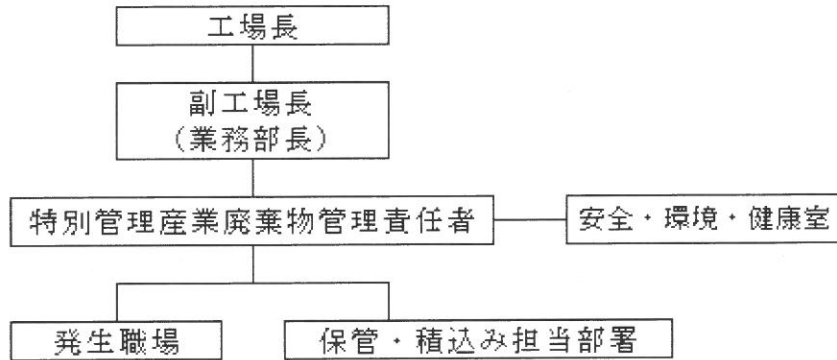 工場長
副工場長
(業務部長)
特別管理産業廃棄物管理責任者
安全・環境・健康室
発生職場
保管・積込み担当部署